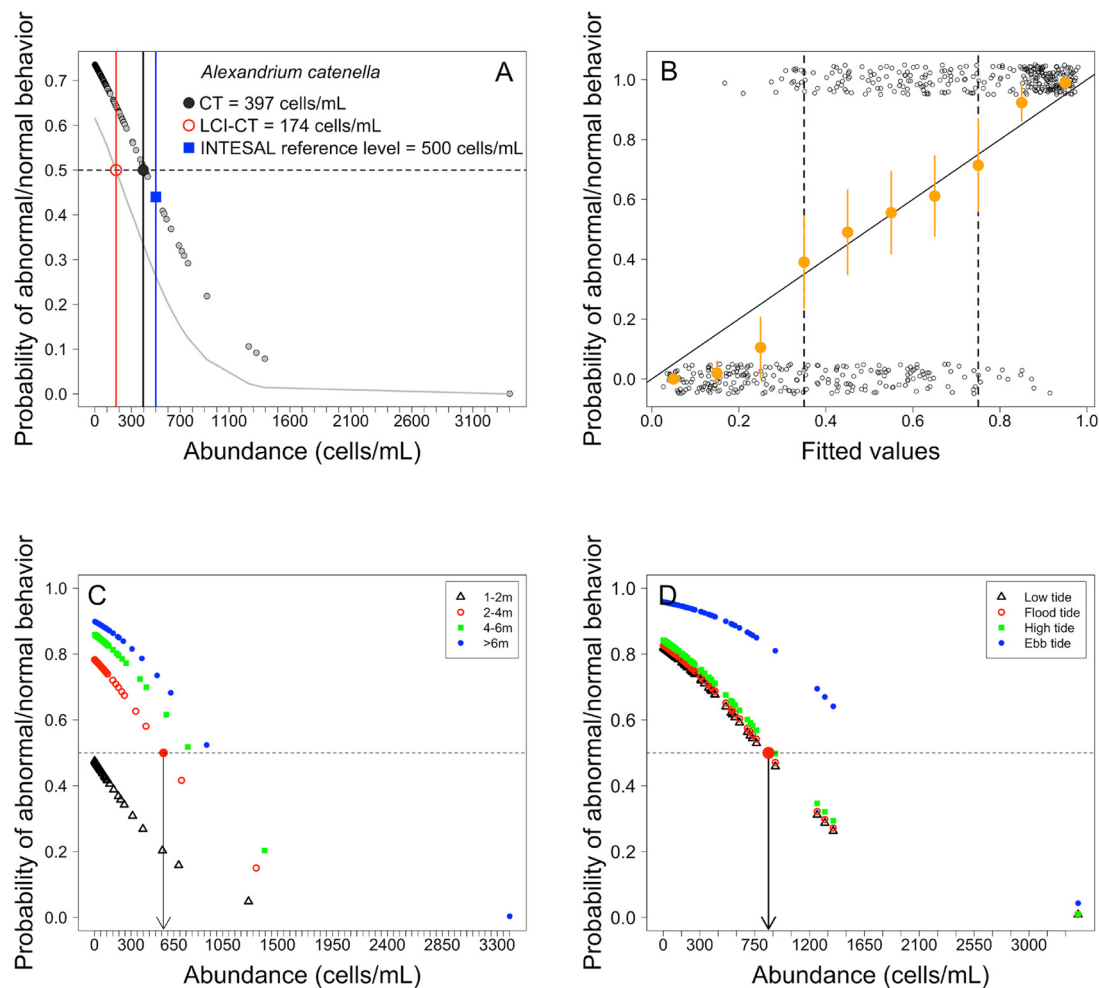 A
Alexandrium catenella
CT = 397 cells/mL
LCI-CT = 174 cells/mL
INTESAL reference level = 500 cells/mL
Probability of abnormal/normal behavior
0.7
0.6
0.5
0.4
0.3
0.2
0.1
0.0
0 300 700 1100 1600 2100 2600 3100
Abundance (cells/mL)
B
Probability of abnormal/normal behavior
1.0
0.8
0.6
0.4
0.2
0.0
0.0 0.2 0.4 0.6 0.8 1.0
Fitted values
C
1-2m
2-4m
4-6m
>6m
Probability of abnormal/normal behavior
1.0
0.8
0.6
0.4
0.2
0.0
0 300 650 1000 1450 1900 2350 2800 3300
Abundance (cells/mL)
D
Low tide
Flood tide
High tide
Ebb tide
Probability of abnormal/normal behavior
1.0
0.8
0.6
0.4
0.2
0.0
0 300 750 1200 1650 2100 2550 3000
Abundance (cells/mL)